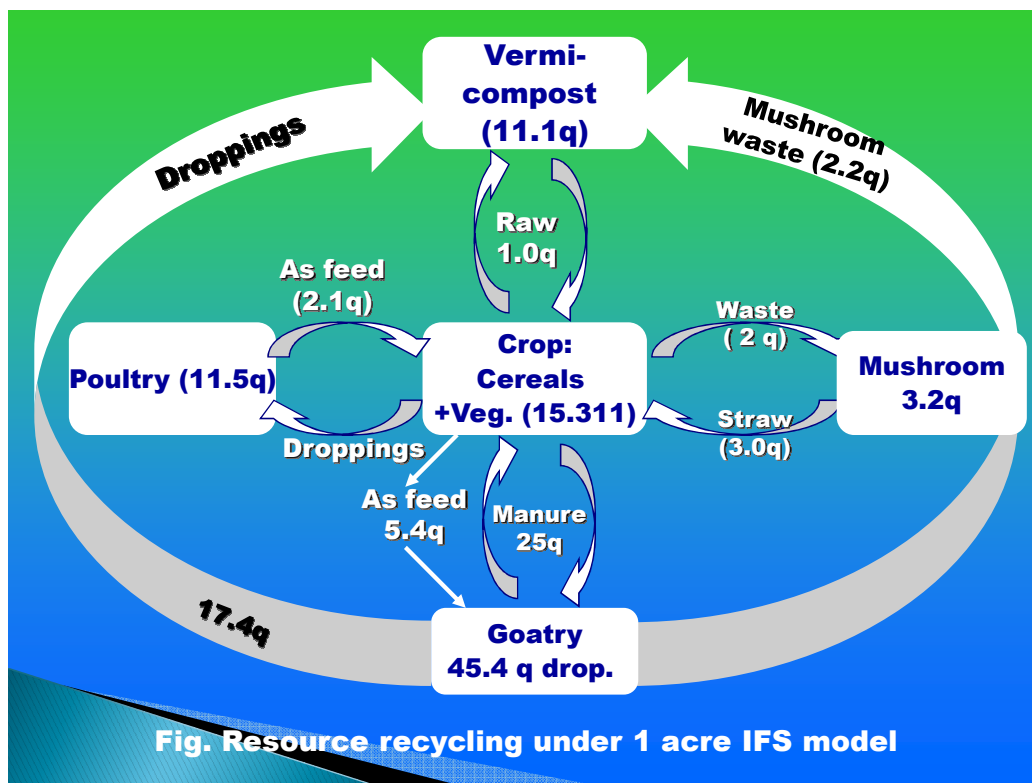 Vermi-
compost
(11.1q)
Droppings
Mushroom
waste (2.2q)
Raw
1.0q
As feed
(2.1q)
Waste
( 2 q)
Poultry (11.5q)
Crop:
Cereals
+Veg. (15.311)
Mushroom
3.2q
Droppings
Straw
(3.0q)
As feed
5.4q
Manure
25q
17.4q
Goatry
45.4 q drop.
Fig. Resource recycling under 1 acre IFS model